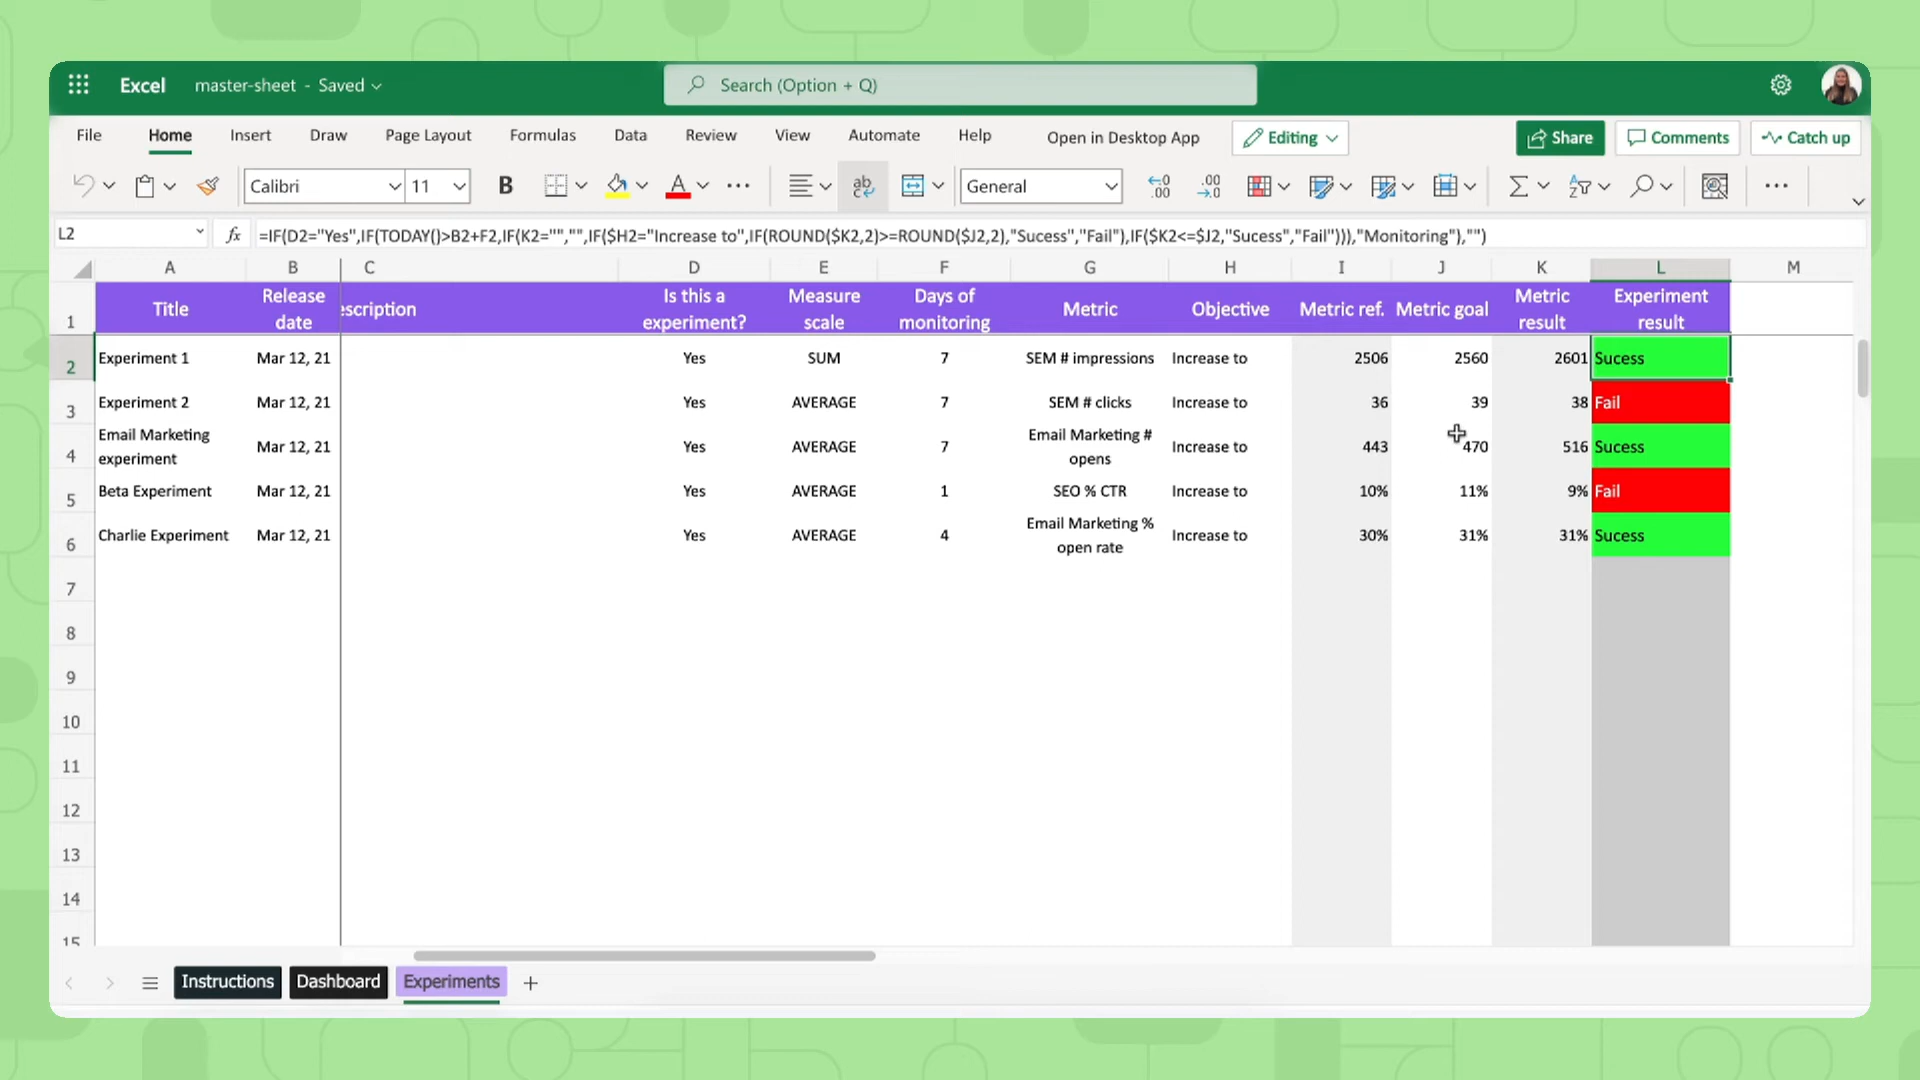 Excel master-sheet - Saved Search (Option + Q)
File Home Insert Draw Page Layout Formulas Data Review View Automate Help Open in Desktop App Editing Share Comments Catch up
Calibri 11 B A ab c General .00 .00
L2 fx =IF(D2="Yes",IF(TODAY()>B2+F2,IF(K2="","",IF($H2="Increase to",IF(ROUND($K2,2)>=ROUND($J2,2),"Sucess","Fail"),IF($K2<=$J2,"Sucess","Fail"))),"Monitoring"),"")
A B C D E F G H I J K L M
1 Title Release date escription Is this a experiment? Measure scale Days of monitoring Metric Objective Metric ref. Metric goal Metric result Experiment result
2 Experiment 1 Mar 12, 21 Yes SUM 7 SEM # impressions Increase to 2506 2560 2601 Sucess
3 Experiment 2 Mar 12, 21 Yes AVERAGE 7 SEM # clicks Increase to 36 39 38 Fail
4 Email Marketing experiment Mar 12, 21 Yes AVERAGE 7 Email Marketing # opens Increase to 443 470 516 Sucess
5 Beta Experiment Mar 12, 21 Yes AVERAGE 1 SEO % CTR Increase to 10% 11% 9% Fail
6 Charlie Experiment Mar 12, 21 Yes AVERAGE 4 Email Marketing % open rate Increase to 30% 31% 31% Sucess
7
8
9
10
11
12
13
14
15
Instructions Dashboard Experiments